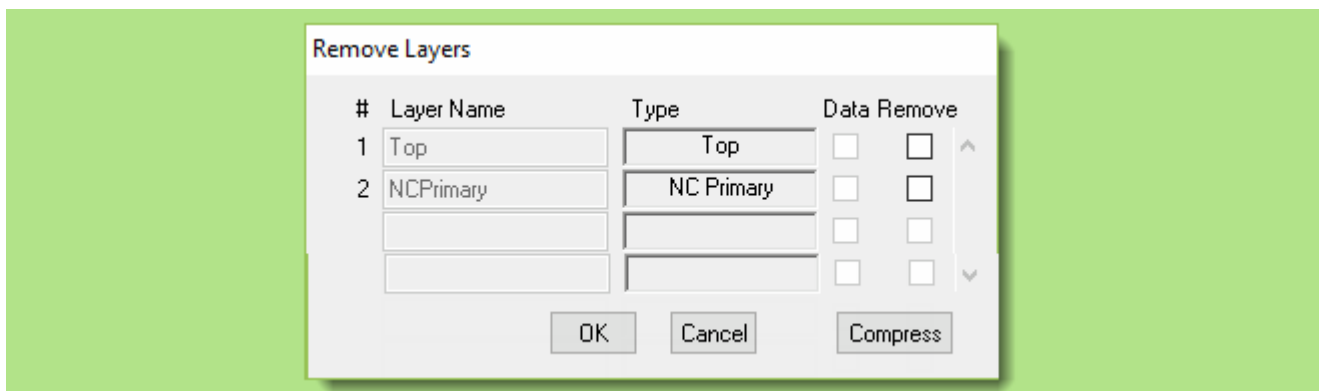 Remove Layers
# Layer Name Type Data Remove
1 Top Top
2 NCPrimary NC Primary
OK Cancel Compress